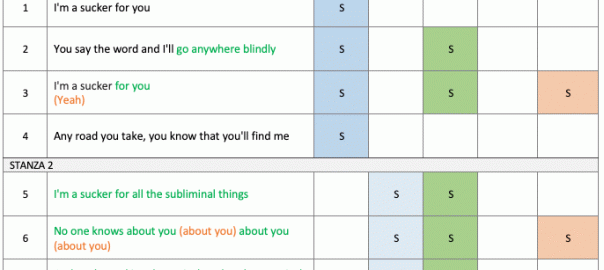 1 I'm a sucker for you S
2 You say the word and I'll go anywhere blindly S S
3 I'm a sucker for you S S S
(Yeah)
4 Any road you take, you know that you'll find me S
STANZA 2
5 I'm a sucker for all the subliminal things S S
6 No one knows about you (about you) about you S S S
(about you)